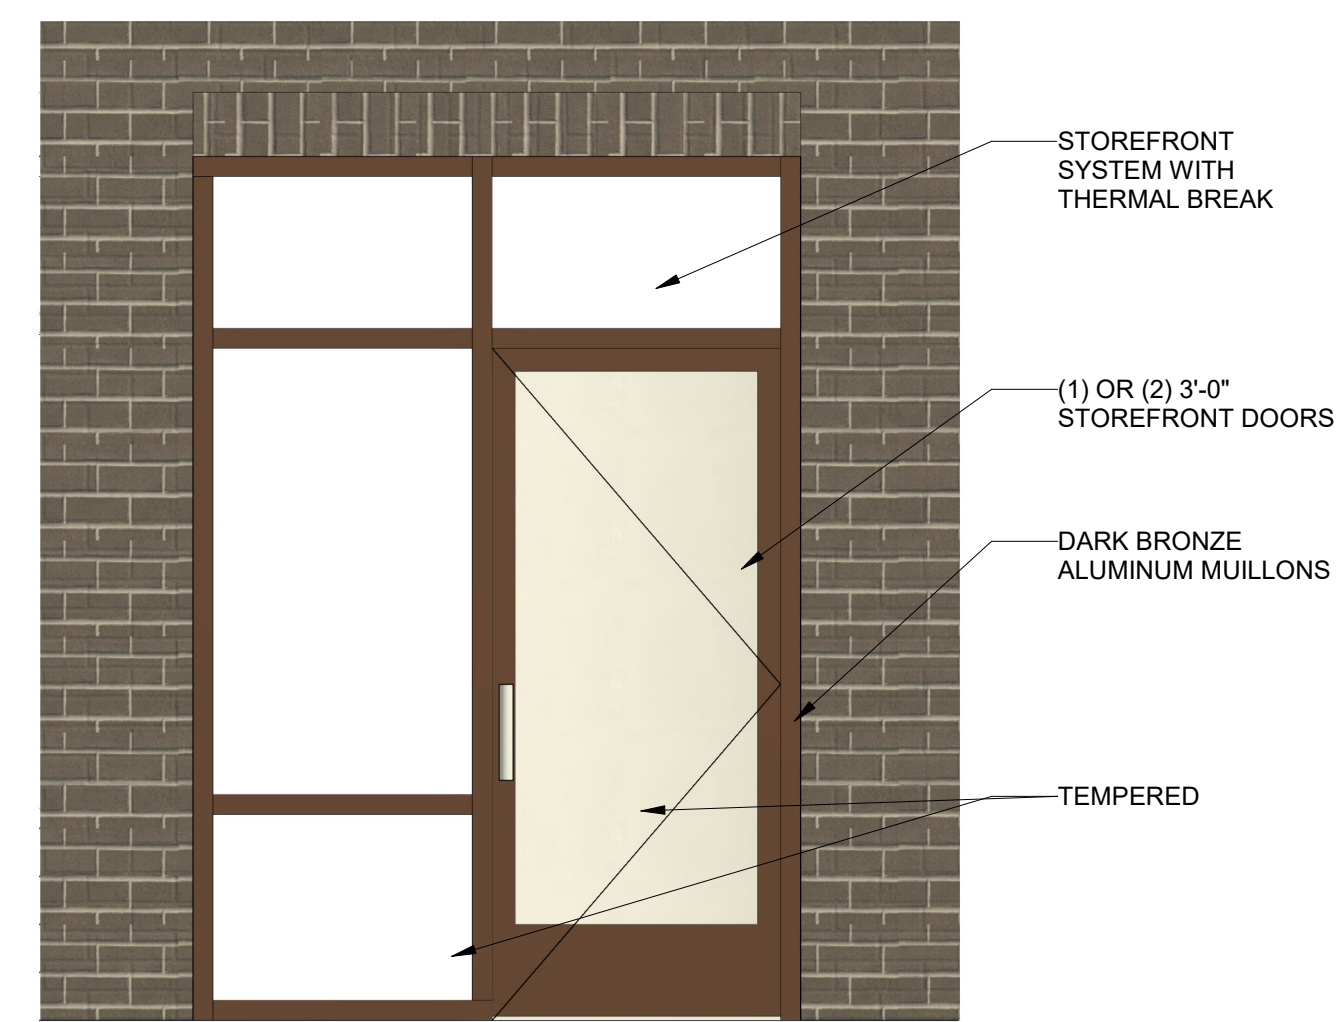 STOREFRONT
SYSTEM WITH
THERMAL BREAK
(1) OR (2) 3'-0"
STOREFRONT DOORS
DARK BRONZE
ALUMINUM MUILLONS
TEMPERED